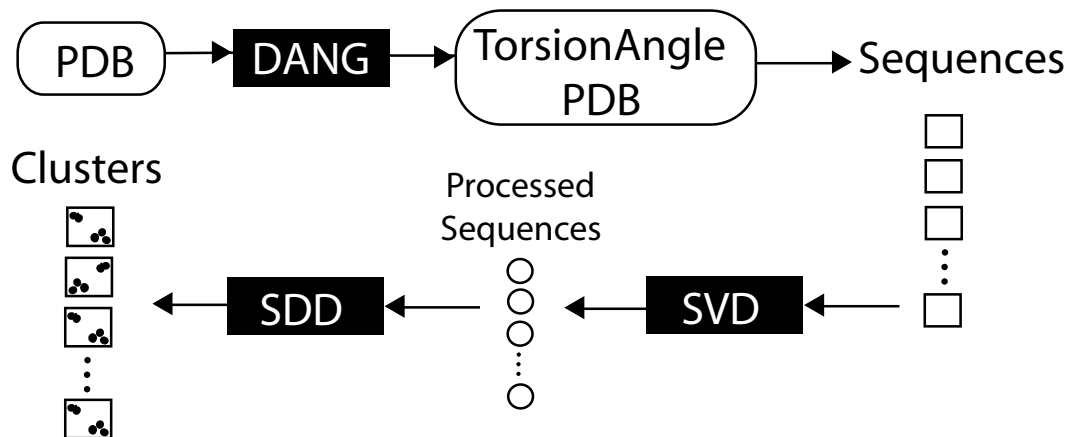 PDB
DANG
TorsionAngle
PDB
Sequences
Clusters
Processed
Sequences
SDD
SVD